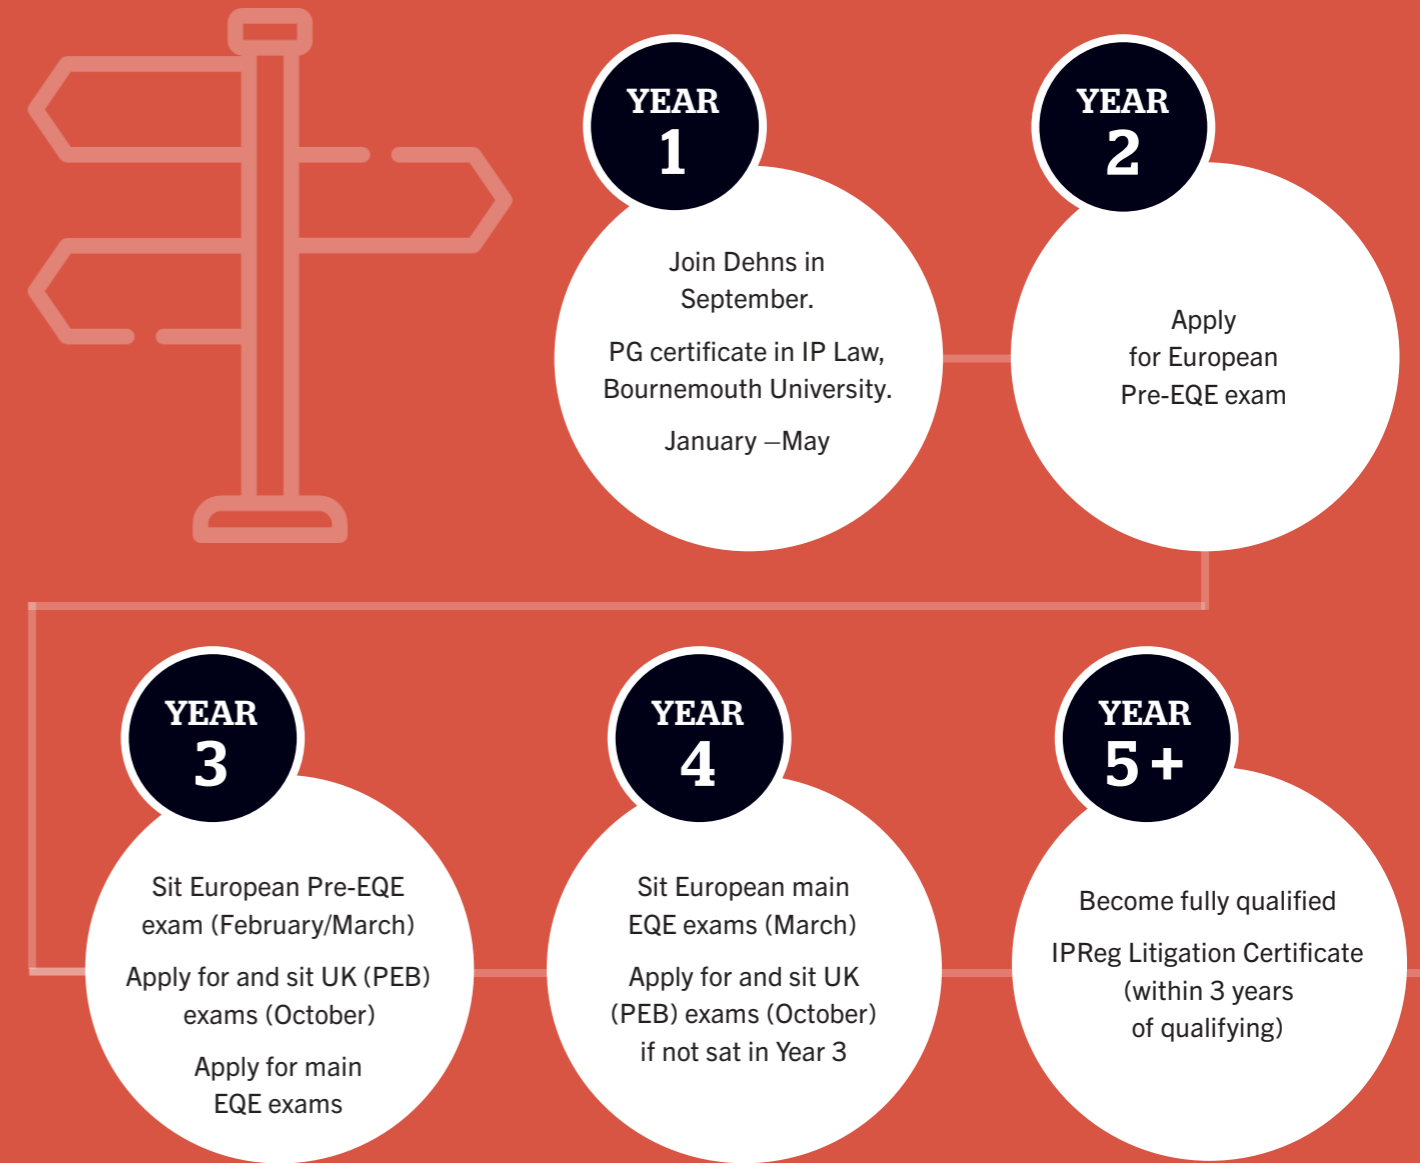 YEAR
1
Join Dehns in
September.
PG certificate in IP Law,
Bournemouth University.
January –May
YEAR
2
Apply
for European
Pre-EQE exam
YEAR
3
Sit European Pre-EQE
exam (February/March)
Apply for and sit UK (PEB)
exams (October)
Apply for main
EQE exams
YEAR
4
Sit European main
EQE exams (March)
Apply for and sit UK
(PEB) exams (October)
if not sat in Year 3
YEAR
5+
Become fully qualified
IPReg Litigation Certificate
(within 3 years
of qualifying)